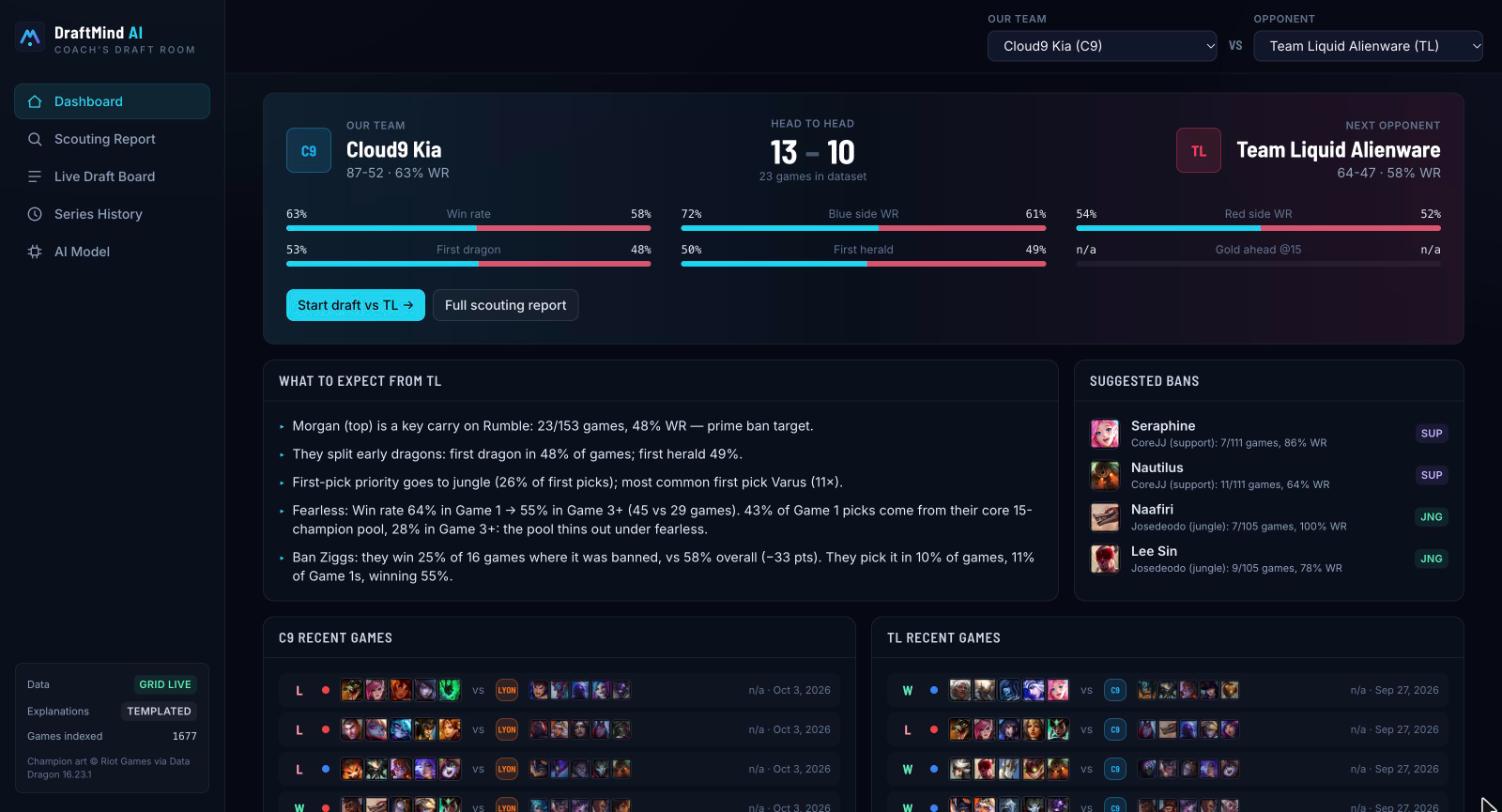 DraftMind AI
COACH'S DRAFT ROOM
Dashboard
Scouting Report
Live Draft Board
Series History
AI Model
Data GRID LIVE
Explanations TEMPLATED
Games indexed 1677
Champion art © Riot Games via Data
Dragon 16.23.1
OUR TEAM
Cloud9 Kia (C9)
VS
OPPONENT
Team Liquid Alienware (TL)
C9
OUR TEAM
Cloud9 Kia
87-52 · 63% WR
HEAD TO HEAD
13 – 10
23 games in dataset
TL
NEXT OPPONENT
Team Liquid Alienware
64-47 · 58% WR
63% Win rate 58%
72% Blue side WR 61%
54% Red side WR 52%
53% First dragon 48%
50% First herald 49%
n/a Gold ahead @15 n/a
Start draft vs TL →
Full scouting report
WHAT TO EXPECT FROM TL
▸ Morgan (top) is a key carry on Rumble: 23/153 games, 48% WR — prime ban target.
▸ They split early dragons: first dragon in 48% of games; first herald 49%.
▸ First-pick priority goes to jungle (26% of first picks); most common first pick Varus (11×).
▸ Fearless: Win rate 64% in Game 1 → 55% in Game 3+ (45 vs 29 games). 43% of Game 1 picks come from their core 15-
champion pool, 28% in Game 3+: the pool thins out under fearless.
▸ Ban Ziggs: they win 25% of 16 games where it was banned, vs 58% overall (−33 pts). They pick it in 10% of games, 11%
of Game 1s, winning 55%.
SUGGESTED BANS
Seraphine
CoreJJ (support): 7/111 games, 86% WR
SUP
Nautilus
CoreJJ (support): 11/111 games, 64% WR
SUP
Naafiri
Josedeodo (jungle): 7/105 games, 100% WR
JNG
Lee Sin
Josedeodo (jungle): 9/105 games, 78% WR
JNG
C9 RECENT GAMES
L vs LYON n/a · Oct 3, 2026
L vs LYON n/a · Oct 3, 2026
L vs LYON n/a · Oct 3, 2026
W vs LYON n/a · Oct 3, 2026
TL RECENT GAMES
W vs C9 n/a · Sep 27, 2026
L vs C9 n/a · Sep 27, 2026
W vs C9 n/a · Sep 27, 2026
W vs C9 n/a · Sep 27, 2026